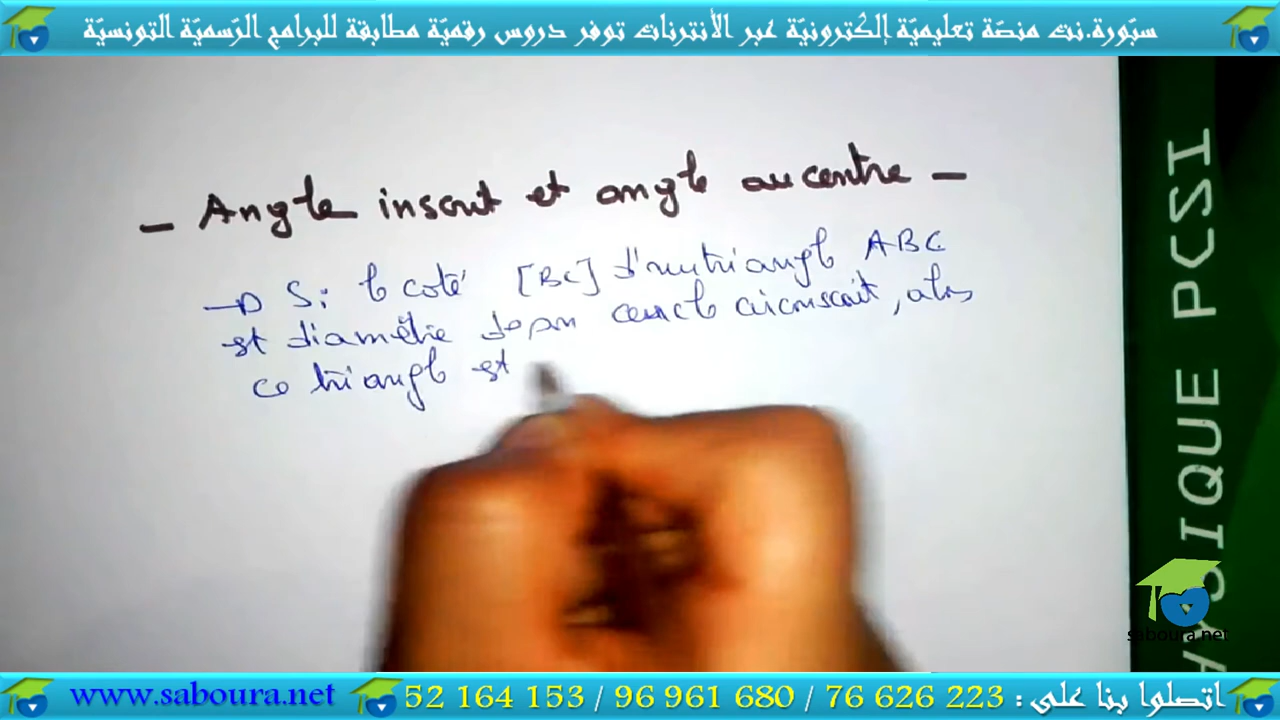 سبّورة.نت منصّة تعليميّة إلكترونيّة عبر الأنترنات توفر دروس رقميّة مطابقة للبرامج الرّسميّة التونسيّة
- Angle inscrit et angle au centre -
→ Si le coté [BC] d'un triangle ABC
est diamètre de son cercle circonscrit, alors
ce triangle est
PHYSIQUE PCSI
saboura.net
www.saboura.net
52 164 153 / 96 961 680 / 76 626 223 : اتصلوا بنا على